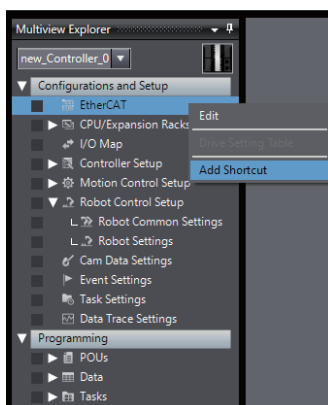 Multiview Explorer
new_Controller_0
Configurations and Setup
EtherCAT
Edit
CPU/Expansion Racks
Drive Setting Table
I/O Map
Add Shortcut
Controller Setup
Motion Control Setup
Robot Control Setup
Robot Common Settings
Robot Settings
Cam Data Settings
Event Settings
Task Settings
Data Trace Settings
Programming
POUs
Data
Tasks